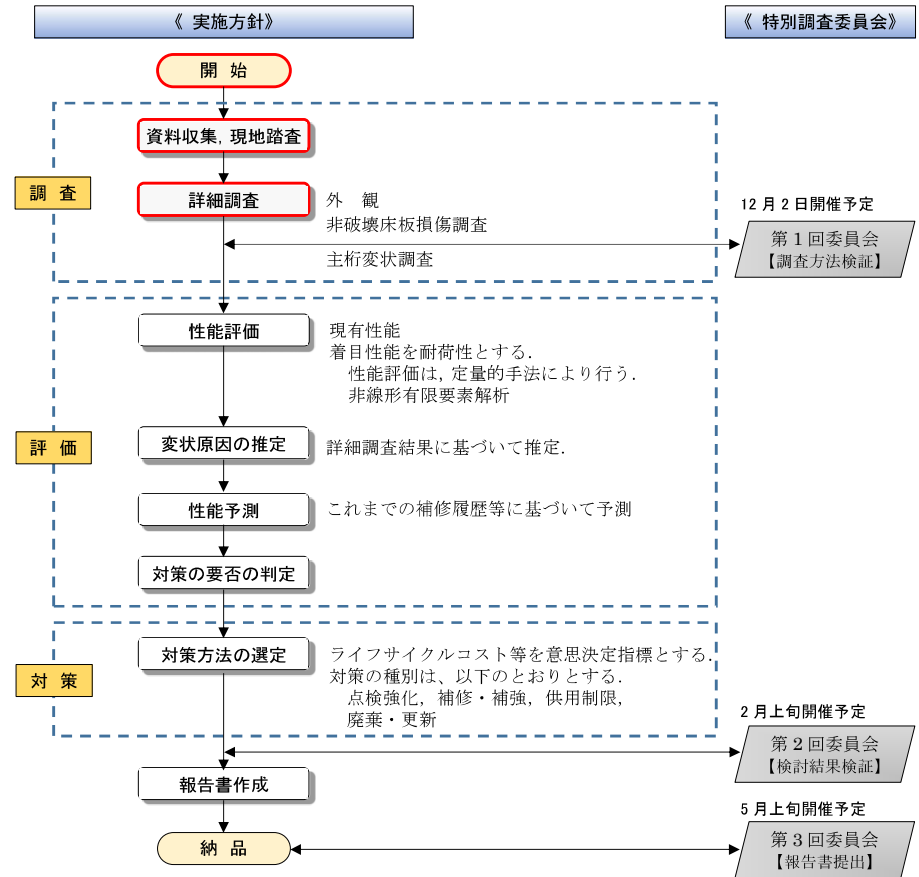 《 実施方針》
《 特別調査委員会》
開 始
資料収集，現地踏査
調 査
詳細調査
外　観
非破壊床板損傷調査
主桁変状調査
12月2日開催予定
第1回委員会
【調査方法検証】
性能評価
現有性能
着目性能を耐荷性とする．
性能評価は，定量的手法により行う．
非線形有限要素解析
評 価
変状原因の推定
詳細調査結果に基づいて推定．
性能予測
これまでの補修履歴等に基づいて予測
対策の要否の判定
対 策
対策方法の選定
ライフサイクルコスト等を意思決定指標とする．
対策の種別は、以下のとおりとする．
点検強化，補修・補強，供用制限，
廃棄・更新
2月上旬開催予定
第2回委員会
【検討結果検証】
報告書作成
5月上旬開催予定
納 品
第3回委員会
【報告書提出】